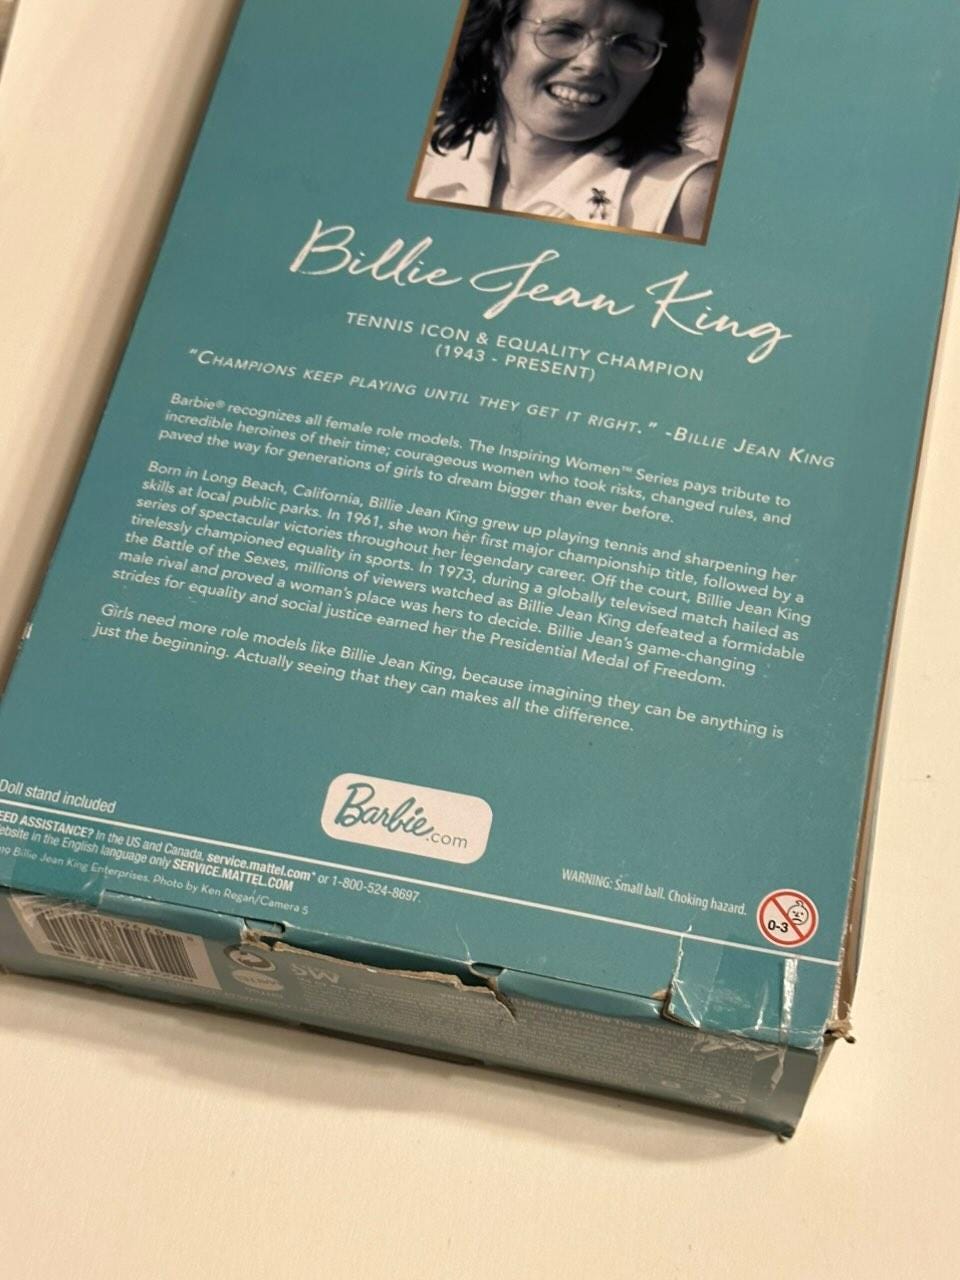 Billie Jean King
TENNIS ICON & EQUALITY CHAMPION
(1943 - PRESENT)
"CHAMPIONS KEEP PLAYING UNTIL THEY GET IT RIGHT." -BILLIE JEAN KING
Barbie® recognizes all female role models. The Inspiring Women™ Series pays tribute to
incredible heroines of their time; courageous women who took risks, changed rules, and
paved the way for generations of girls to dream bigger than ever before.
Born in Long Beach, California, Billie Jean King grew up playing tennis and sharpening her
skills at local public parks. In 1961, she won her first major championship title, followed by a
series of spectacular victories throughout her legendary career. Off the court, Billie Jean King
tirelessly championed equality in sports. In 1973, during a globally televised match hailed as
the Battle of the Sexes, millions of viewers watched as Billie Jean King defeated a formidable
male rival and proved a woman's place was hers to decide. Billie Jean's game-changing
strides for equality and social justice earned her the Presidential Medal of Freedom.
Girls need more role models like Billie Jean King, because imagining they can be anything is
just the beginning. Actually seeing that they can makes all the difference.
Doll stand included
Barbie.com
EED ASSISTANCE? In the US and Canada, service.mattel.com* or 1-800-524-8697.
ebsite in the English language only SERVICE.MATTEL.COM
19 Billie Jean King Enterprises. Photo by Ken Regan/Camera 5
WARNING: Small ball. Choking hazard.
0-3